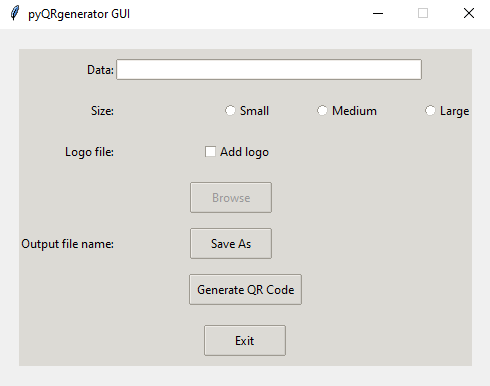 pyQRgenerator GUI
Data:
Size: Small Medium Large
Logo file: Add logo
Browse
Output file name: Save As
Generate QR Code
Exit